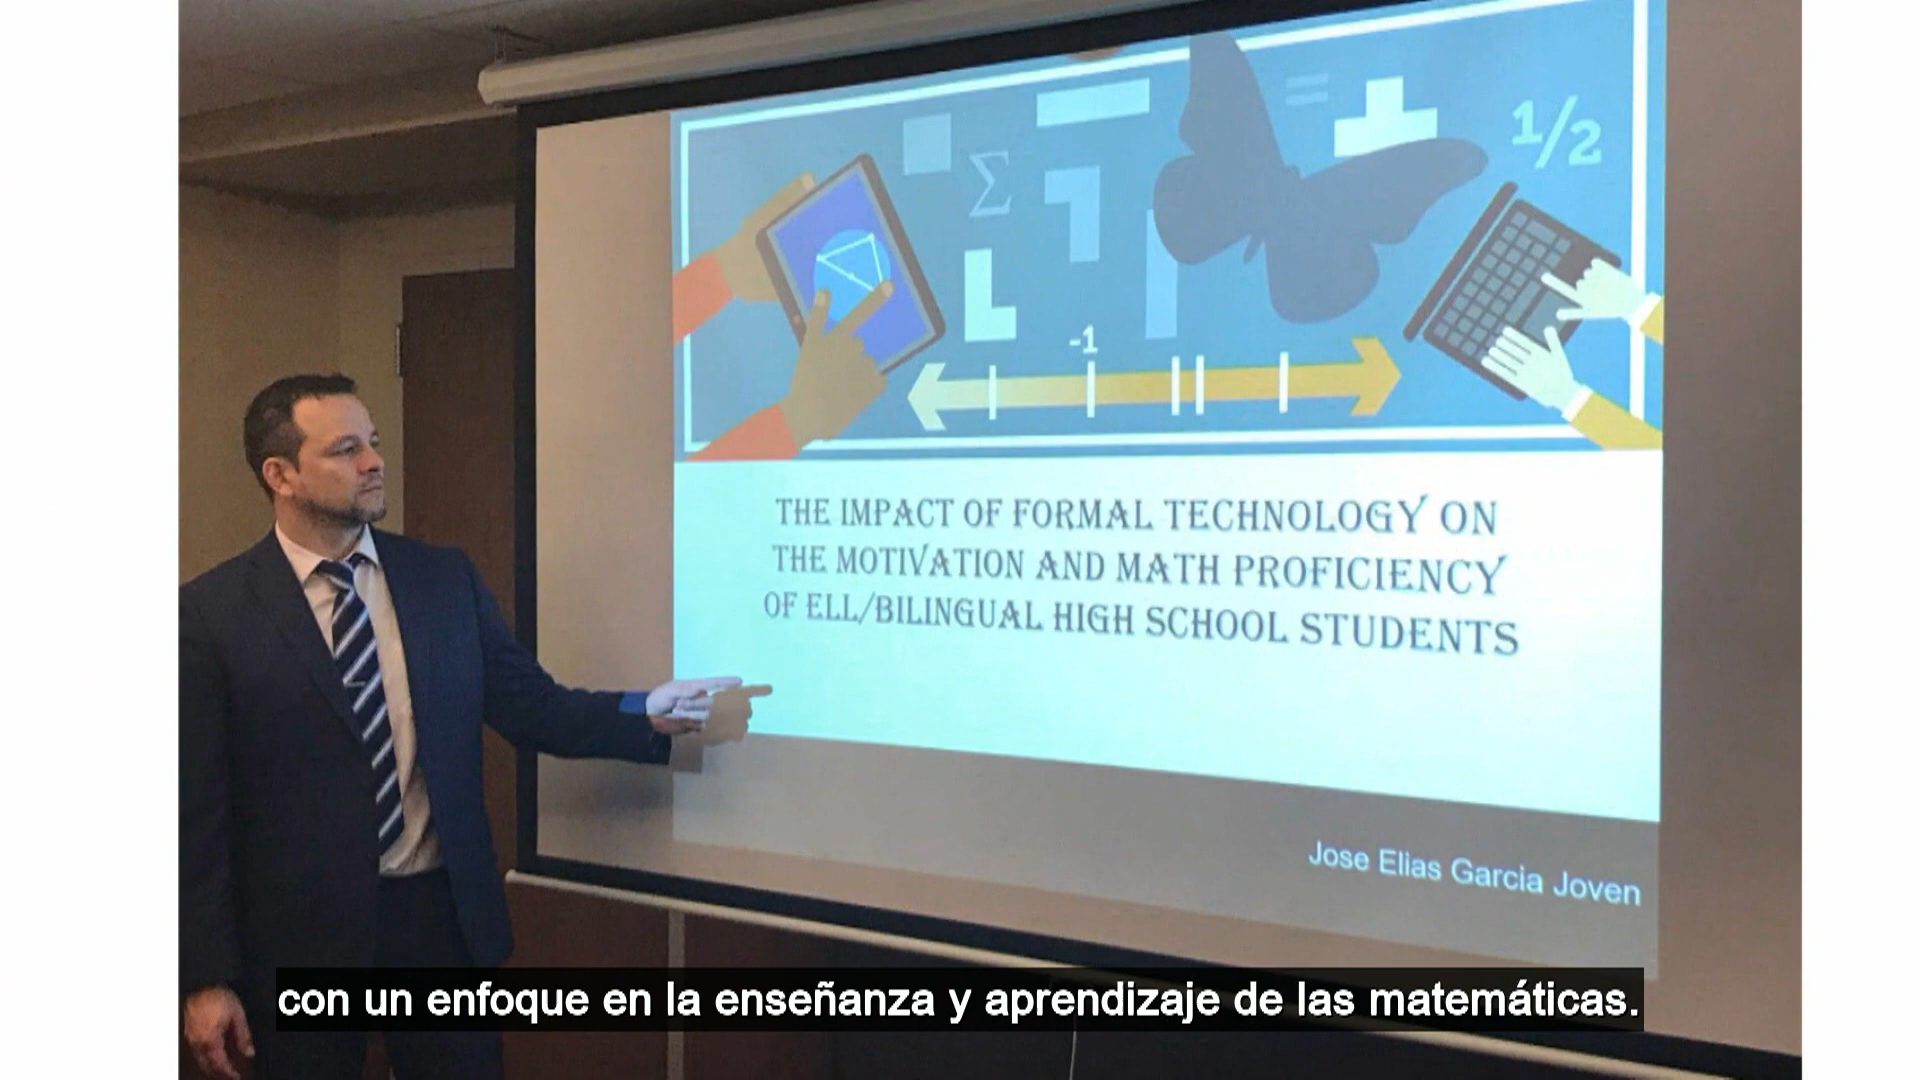 1/2
Σ
=
-1
THE IMPACT OF FORMAL TECHNOLOGY ON
THE MOTIVATION AND MATH PROFICIENCY
OF ELL/BILINGUAL HIGH SCHOOL STUDENTS
Jose Elias Garcia Joven
con un enfoque en la enseñanza y aprendizaje de las matemáticas.